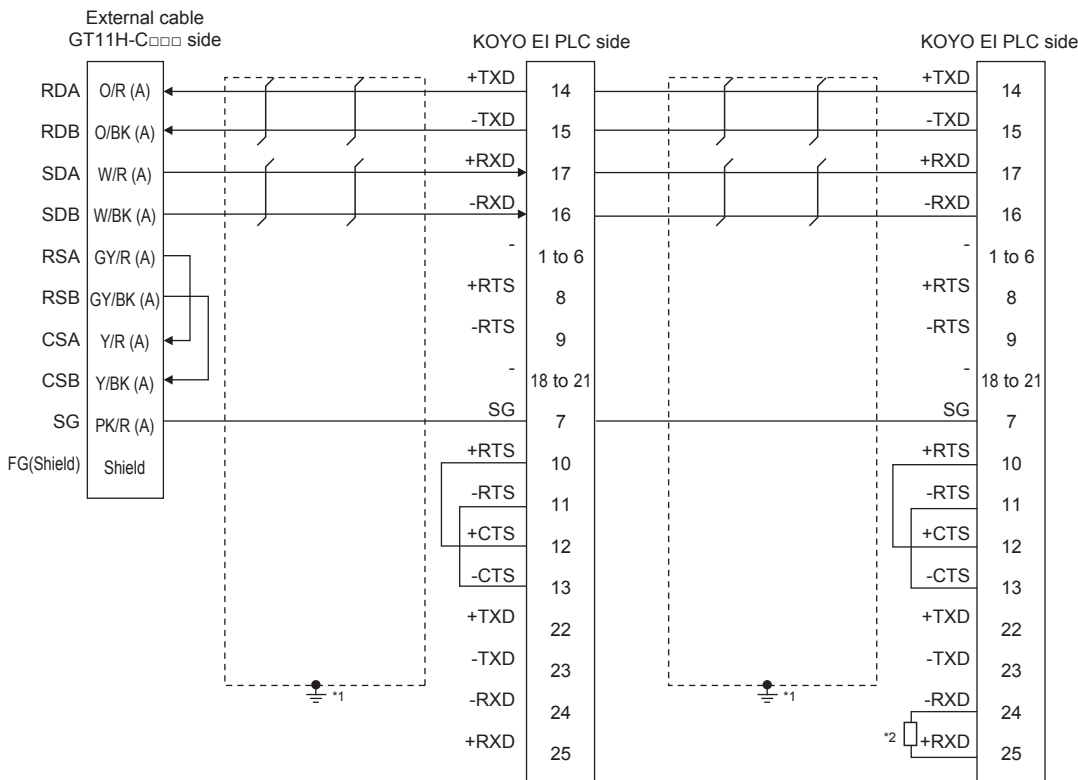 External cable
GT11H-C□□□ side
KOYO EI PLC side
KOYO EI PLC side
RDA O/R (A) +TXD 14 +TXD 14
RDB O/BK (A) -TXD 15 -TXD 15
SDA W/R (A) +RXD 17 +RXD 17
SDB W/BK (A) -RXD 16 -RXD 16
RSA GY/R (A) - 1 to 6 - 1 to 6
RSB GY/BK (A) +RTS 8 +RTS 8
CSA Y/R (A) -RTS 9 -RTS 9
CSB Y/BK (A) - 18 to 21 - 18 to 21
SG PK/R (A) SG 7 SG 7
FG(Shield) Shield +RTS 10 +RTS 10
-RTS 11 -RTS 11
+CTS 12 +CTS 12
-CTS 13 -CTS 13
+TXD 22 +TXD 22
-TXD 23 -TXD 23
*1 *1
-RXD 24 -RXD 24
*2
+RXD 25 +RXD 25